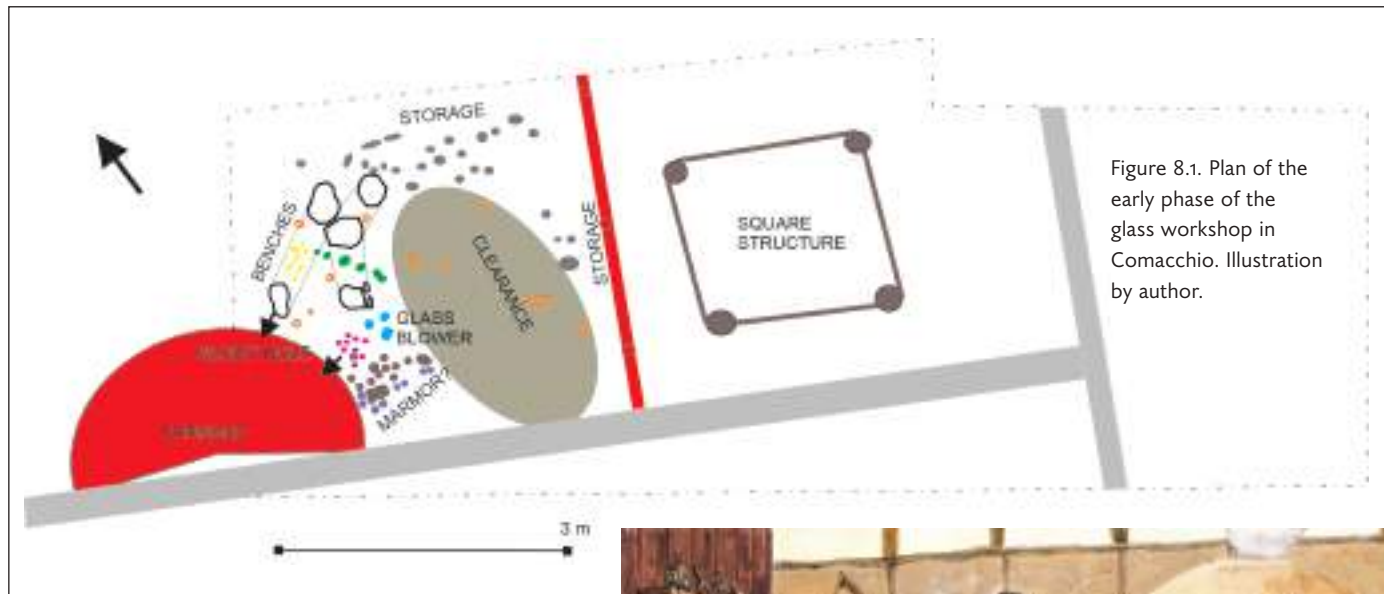 STORAGE
BENCHES
CLEARANCE
STORAGE
SQUARE
STRUCTURE
GLASS
BLOWER
MARMOR?
3 m
Figure 8.1. Plan of the
early phase of the
glass workshop in
Comacchio. Illustration
by author.